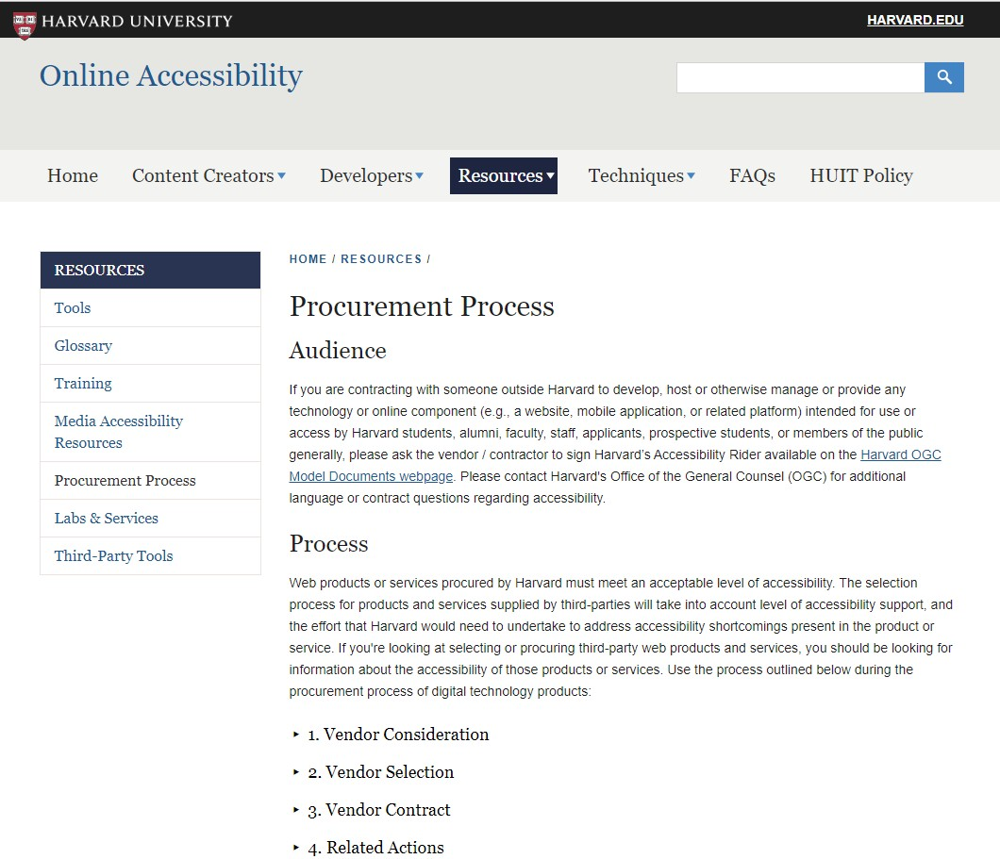 HARVARD UNIVERSITY
HARVARD.EDU
Online Accessibility
Home Content Creators Developers Resources Techniques FAQs HUIT Policy
RESOURCES
Tools
Glossary
Training
Media Accessibility
Resources
Procurement Process
Labs & Services
Third-Party Tools
HOME / RESOURCES /
Procurement Process
Audience
If you are contracting with someone outside Harvard to develop, host or otherwise manage or provide any
technology or online component (e.g., a website, mobile application, or related platform) intended for use or
access by Harvard students, alumni, faculty, staff, applicants, prospective students, or members of the public
generally, please ask the vendor / contractor to sign Harvard's Accessibility Rider available on the Harvard OGC
Model Documents webpage. Please contact Harvard's Office of the General Counsel (OGC) for additional
language or contract questions regarding accessibility.
Process
Web products or services procured by Harvard must meet an acceptable level of accessibility. The selection
process for products and services supplied by third-parties will take into account level of accessibility support, and
the effort that Harvard would need to undertake to address accessibility shortcomings present in the product or
service. If you're looking at selecting or procuring third-party web products and services, you should be looking for
information about the accessibility of those products or services. Use the process outlined below during the
procurement process of digital technology products:
1. Vendor Consideration
2. Vendor Selection
3. Vendor Contract
4. Related Actions